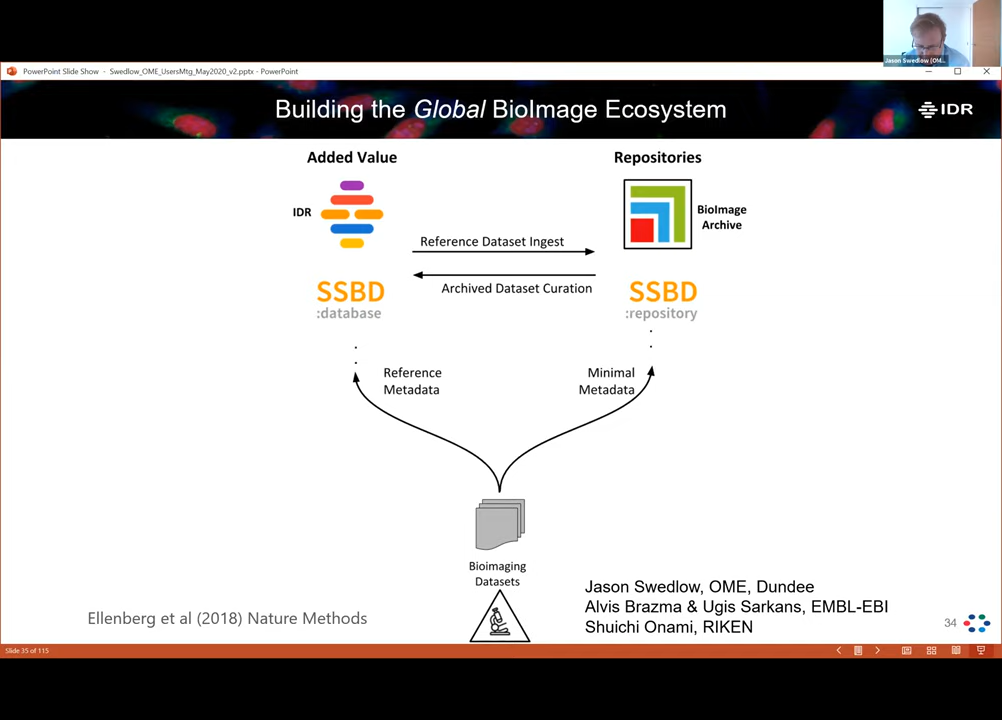 Jason Swedlow (OM...
PowerPoint Slide Show - Swedlow_OME_UsersMtg_May2020_v2.pptx - PowerPoint
Building the Global BioImage Ecosystem
IDR
Added Value
Repositories
IDR
BioImage
Archive
Reference Dataset Ingest
Archived Dataset Curation
SSBD
:database
SSBD
:repository
Reference
Metadata
Minimal
Metadata
Bioimaging
Datasets
Ellenberg et al (2018) Nature Methods
Jason Swedlow, OME, Dundee
Alvis Brazma & Ugis Sarkans, EMBL-EBI
Shuichi Onami, RIKEN
34
Slide 35 of 115